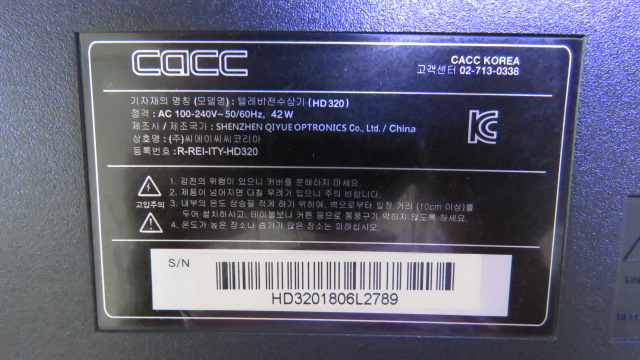 cacc
CACC KOREA
고객센터 02-713-0338
기자재의 명칭 (모델명) : 텔레바전수상기 (HD320)
정격 : AC 100-240V~50/60Hz, 42W
제조사 / 제조국가 : SHENZHEN QIYUE OPTRONICS Co., Ltd. / China
상호명 : (주)씨에이씨씨코리아
등록번호 : R-REI-ITY-HD320
고압주의
1. 감전의 위험이 있으니 커버를 분해하지 마세요.
2. 제품이 넘어지면 다칠 우려가 있으니 주의 바랍니다.
3. 내부의 온도 상승을 적게 하기 위하여, 벽으로부터 일정 거리 (10cm 이상)를
두어 설치하시고, 테이블보나 커튼 등으로 통풍구가 막히지 않도록 하세요.
4. 온도가 높은 장소나 습기가 많은 장소는 피하십시오.
S/N
HD3201806L2789